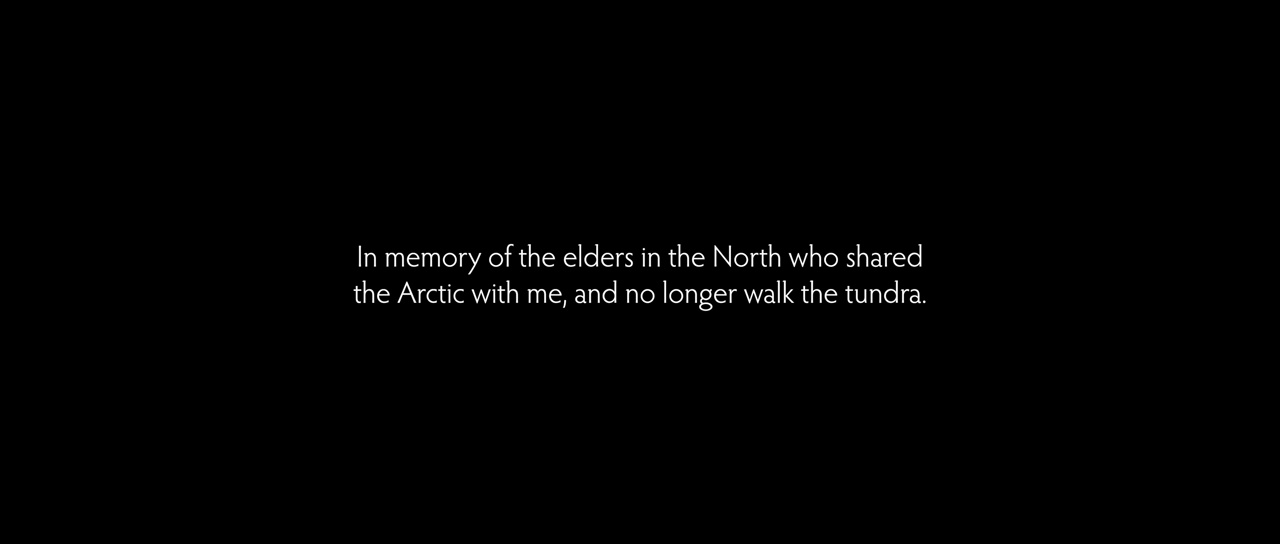 In memory of the elders in the North who shared
the Arctic with me, and no longer walk the tundra.